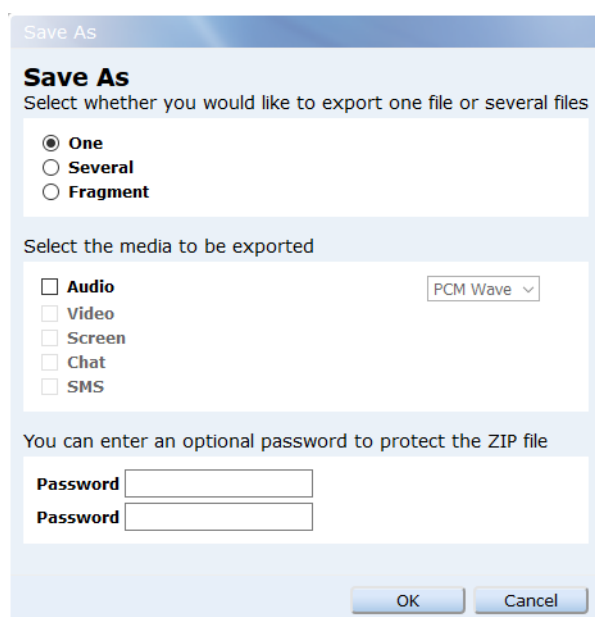 Save As
Save As
Select whether you would like to export one file or several files
One
Several
Fragment
Select the media to be exported
Audio PCM Wave
Video
Screen
Chat
SMS
You can enter an optional password to protect the ZIP file
Password
Password
OK Cancel